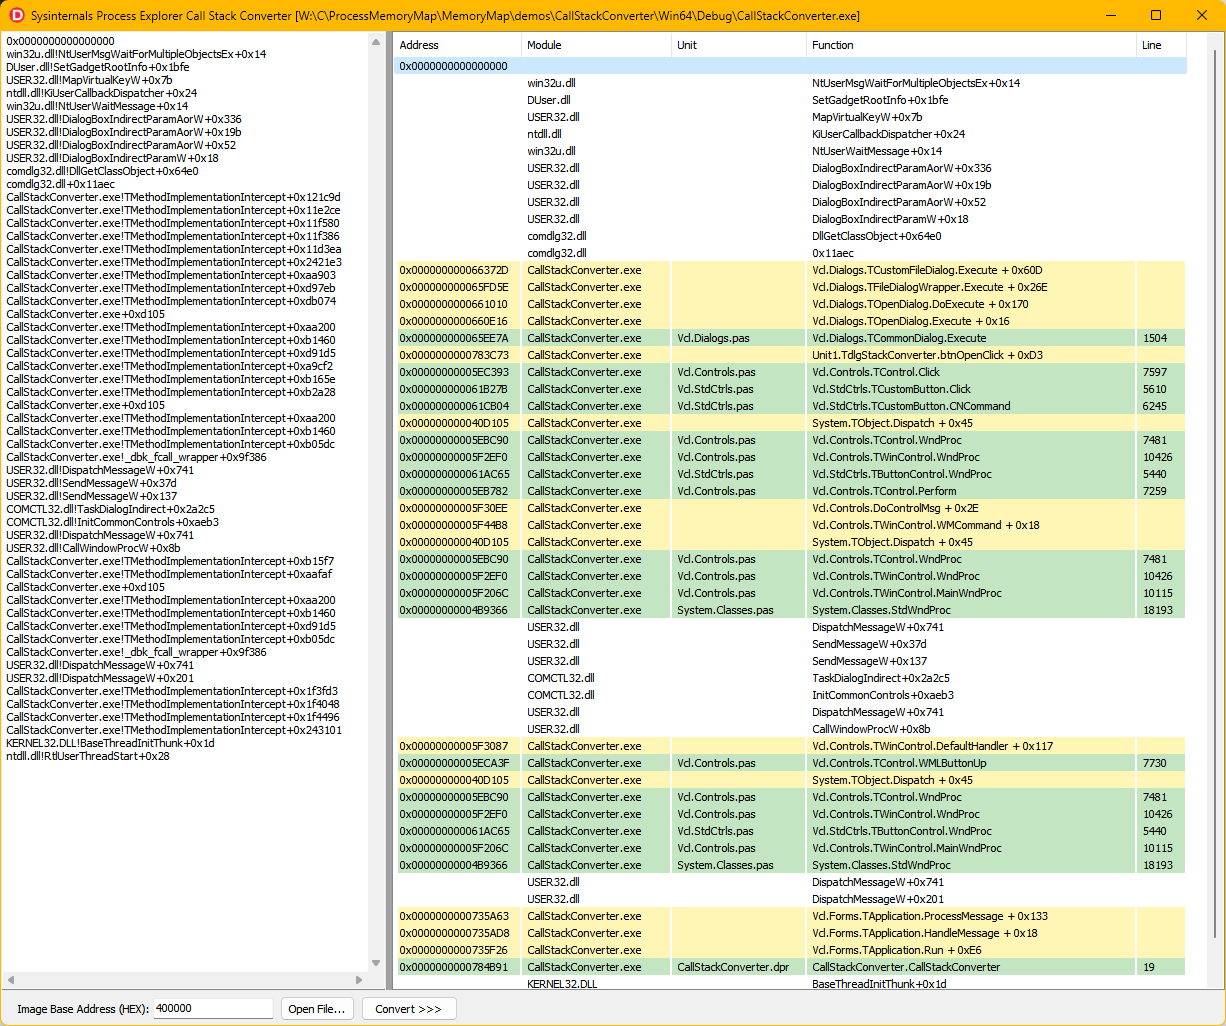 Sysinternals Process Explorer Call Stack Converter [W:\C\ProcessMemoryMap\MemoryMap\demos\CallStackConverter\Win64\Debug\CallStackConverter.exe]
0x0000000000000000
win32u.dll!NtUserMsgWaitForMultipleObjectsEx+0x14
DUser.dll!SetGadgetRootInfo+0x1bfe
USER32.dll!MapVirtualKeyW+0x7b
ntdll.dll!KiUserCallbackDispatcher+0x24
win32u.dll!NtUserWaitMessage+0x14
USER32.dll!DialogBoxIndirectParamAorW+0x336
USER32.dll!DialogBoxIndirectParamAorW+0x19b
USER32.dll!DialogBoxIndirectParamAorW+0x52
USER32.dll!DialogBoxIndirectParamW+0x18
comdlg32.dll!DllGetClassObject+0x64e0
comdlg32.dll+0x11aec
CallStackConverter.exe!TMethodImplementationIntercept+0x121c9d
CallStackConverter.exe!TMethodImplementationIntercept+0x11e2ce
CallStackConverter.exe!TMethodImplementationIntercept+0x11f580
CallStackConverter.exe!TMethodImplementationIntercept+0x11f386
CallStackConverter.exe!TMethodImplementationIntercept+0x11d3ea
CallStackConverter.exe!TMethodImplementationIntercept+0x2421e3
CallStackConverter.exe!TMethodImplementationIntercept+0xaa903
CallStackConverter.exe!TMethodImplementationIntercept+0xd97eb
CallStackConverter.exe!TMethodImplementationIntercept+0xdb074
CallStackConverter.exe+0xd105
CallStackConverter.exe!TMethodImplementationIntercept+0xaa200
CallStackConverter.exe!TMethodImplementationIntercept+0xb1460
CallStackConverter.exe!TMethodImplementationIntercept+0xd91d5
CallStackConverter.exe!TMethodImplementationIntercept+0xa9cf2
CallStackConverter.exe!TMethodImplementationIntercept+0xb165e
CallStackConverter.exe!TMethodImplementationIntercept+0xb2a28
CallStackConverter.exe+0xd105
CallStackConverter.exe!TMethodImplementationIntercept+0xaa200
CallStackConverter.exe!TMethodImplementationIntercept+0xb1460
CallStackConverter.exe!TMethodImplementationIntercept+0xb05dc
CallStackConverter.exe!_dbk_fcall_wrapper+0x9f386
USER32.dll!DispatchMessageW+0x741
USER32.dll!SendMessageW+0x37d
USER32.dll!SendMessageW+0x137
COMCTL32.dll!TaskDialogIndirect+0x2a2c5
COMCTL32.dll!InitCommonControls+0xaeb3
USER32.dll!DispatchMessageW+0x741
USER32.dll!CallWindowProcW+0x8b
CallStackConverter.exe!TMethodImplementationIntercept+0xb15f7
CallStackConverter.exe!TMethodImplementationIntercept+0xaafaf
CallStackConverter.exe+0xd105
CallStackConverter.exe!TMethodImplementationIntercept+0xaa200
CallStackConverter.exe!TMethodImplementationIntercept+0xb1460
CallStackConverter.exe!TMethodImplementationIntercept+0xd91d5
CallStackConverter.exe!TMethodImplementationIntercept+0xb05dc
CallStackConverter.exe!_dbk_fcall_wrapper+0x9f386
USER32.dll!DispatchMessageW+0x741
USER32.dll!DispatchMessageW+0x201
CallStackConverter.exe!TMethodImplementationIntercept+0x1f3fd3
CallStackConverter.exe!TMethodImplementationIntercept+0x1f4048
CallStackConverter.exe!TMethodImplementationIntercept+0x1f4496
CallStackConverter.exe!TMethodImplementationIntercept+0x243101
KERNEL32.DLL!BaseThreadInitThunk+0x1d
ntdll.dll!RtlUserThreadStart+0x28
Address Module Unit Function Line
0x0000000000000000
win32u.dll NtUserMsgWaitForMultipleObjectsEx+0x14
DUser.dll SetGadgetRootInfo+0x1bfe
USER32.dll MapVirtualKeyW+0x7b
ntdll.dll KiUserCallbackDispatcher+0x24
win32u.dll NtUserWaitMessage+0x14
USER32.dll DialogBoxIndirectParamAorW+0x336
USER32.dll DialogBoxIndirectParamAorW+0x19b
USER32.dll DialogBoxIndirectParamAorW+0x52
USER32.dll DialogBoxIndirectParamW+0x18
comdlg32.dll DllGetClassObject+0x64e0
comdlg32.dll 0x11aec
0x000000000066372D CallStackConverter.exe Vcl.Dialogs.TCustomFileDialog.Execute + 0x60D
0x000000000065FD5E CallStackConverter.exe Vcl.Dialogs.TFileDialogWrapper.Execute + 0x26E
0x0000000000661010 CallStackConverter.exe Vcl.Dialogs.TOpenDialog.DoExecute + 0x170
0x0000000000660E16 CallStackConverter.exe Vcl.Dialogs.TOpenDialog.Execute + 0x16
0x000000000065EE7A CallStackConverter.exe Vcl.Dialogs.pas Vcl.Dialogs.TCommonDialog.Execute 1504
0x0000000000783C73 CallStackConverter.exe Unit1.TdlgStackConverter.btnOpenClick + 0xD3
0x00000000005EC393 CallStackConverter.exe Vcl.Controls.pas Vcl.Controls.TControl.Click 7597
0x000000000061B27B CallStackConverter.exe Vcl.StdCtrls.pas Vcl.StdCtrls.TCustomButton.Click 5610
0x000000000061CB04 CallStackConverter.exe Vcl.StdCtrls.pas Vcl.StdCtrls.TCustomButton.CNCommand 6245
0x000000000040D105 CallStackConverter.exe System.TObject.Dispatch + 0x45
0x00000000005EBC90 CallStackConverter.exe Vcl.Controls.pas Vcl.Controls.TControl.WndProc 7481
0x00000000005F2EF0 CallStackConverter.exe Vcl.Controls.pas Vcl.Controls.TWinControl.WndProc 10426
0x000000000061AC65 CallStackConverter.exe Vcl.StdCtrls.pas Vcl.StdCtrls.TButtonControl.WndProc 5440
0x00000000005EB782 CallStackConverter.exe Vcl.Controls.pas Vcl.Controls.TControl.Perform 7259
0x00000000005F30EE CallStackConverter.exe Vcl.Controls.DoControlMsg + 0x2E
0x00000000005F44B8 CallStackConverter.exe Vcl.Controls.TWinControl.WMCommand + 0x18
0x000000000040D105 CallStackConverter.exe System.TObject.Dispatch + 0x45
0x00000000005EBC90 CallStackConverter.exe Vcl.Controls.pas Vcl.Controls.TControl.WndProc 7481
0x00000000005F2EF0 CallStackConverter.exe Vcl.Controls.pas Vcl.Controls.TWinControl.WndProc 10426
0x00000000005F206C CallStackConverter.exe Vcl.Controls.pas Vcl.Controls.TWinControl.MainWndProc 10115
0x00000000004B9366 CallStackConverter.exe System.Classes.pas System.Classes.StdWndProc 18193
USER32.dll DispatchMessageW+0x741
USER32.dll SendMessageW+0x37d
USER32.dll SendMessageW+0x137
COMCTL32.dll TaskDialogIndirect+0x2a2c5
COMCTL32.dll InitCommonControls+0xaeb3
USER32.dll DispatchMessageW+0x741
USER32.dll CallWindowProcW+0x8b
0x00000000005F3087 CallStackConverter.exe Vcl.Controls.TWinControl.DefaultHandler + 0x117
0x00000000005ECA3F CallStackConverter.exe Vcl.Controls.pas Vcl.Controls.TControl.WMLButtonUp 7730
0x000000000040D105 CallStackConverter.exe System.TObject.Dispatch + 0x45
0x00000000005EBC90 CallStackConverter.exe Vcl.Controls.pas Vcl.Controls.TControl.WndProc 7481
0x00000000005F2EF0 CallStackConverter.exe Vcl.Controls.pas Vcl.Controls.TWinControl.WndProc 10426
0x000000000061AC65 CallStackConverter.exe Vcl.StdCtrls.pas Vcl.StdCtrls.TButtonControl.WndProc 5440
0x00000000005F206C CallStackConverter.exe Vcl.Controls.pas Vcl.Controls.TWinControl.MainWndProc 10115
0x00000000004B9366 CallStackConverter.exe System.Classes.pas System.Classes.StdWndProc 18193
USER32.dll DispatchMessageW+0x741
USER32.dll DispatchMessageW+0x201
0x0000000000735A63 CallStackConverter.exe Vcl.Forms.TApplication.ProcessMessage + 0x133
0x0000000000735AD8 CallStackConverter.exe Vcl.Forms.TApplication.HandleMessage + 0x18
0x0000000000735F26 CallStackConverter.exe Vcl.Forms.TApplication.Run + 0xE6
0x0000000000784B91 CallStackConverter.exe CallStackConverter.dpr CallStackConverter.CallStackConverter 19
KERNEL32.DLL BaseThreadInitThunk+0x1d
Image Base Address (HEX): 400000 Open File... Convert >>>